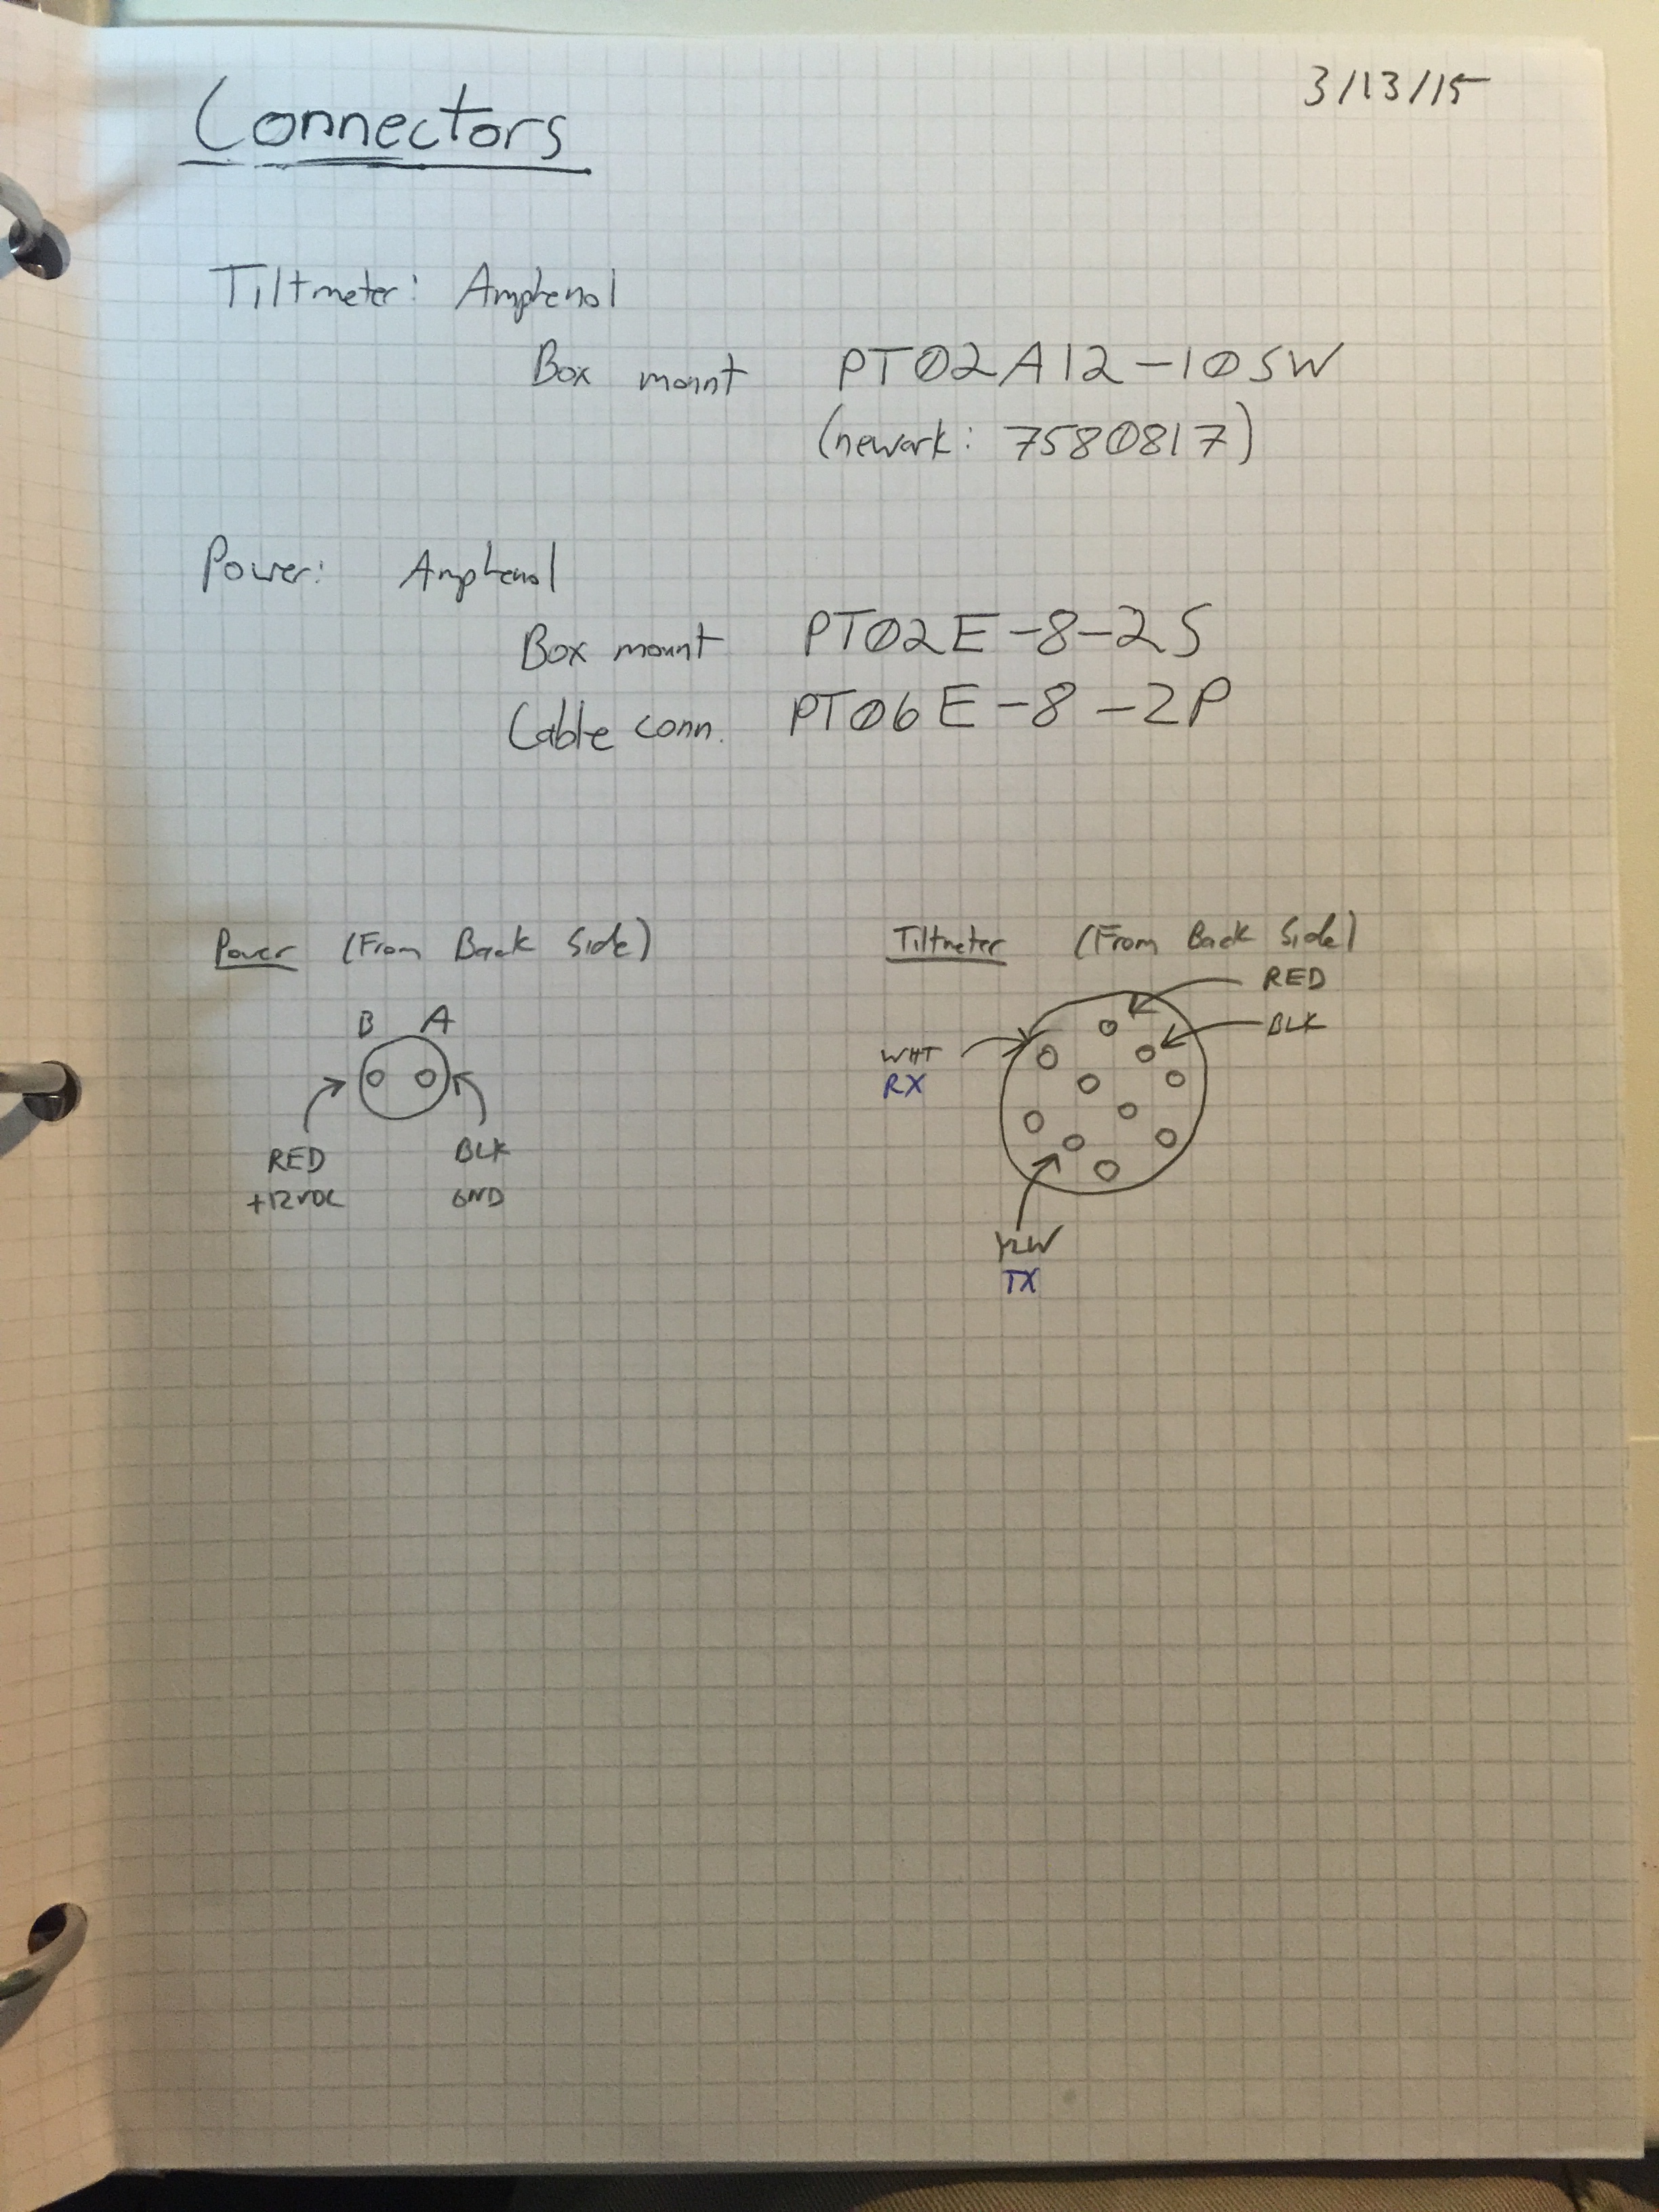 3/13/15
Connectors
Tiltmeter: Amphenol
Box mount PT02A12-10SW
(newark: 7580817)
Power: Amphenol
Box mount PT02E-8-2S
Cable conn. PT06E-8-2P
Power (From Back Side)
B A
RED
+12VDC
BLK
GND
Tiltmeter (From Back Side)
RED
BLK
WHT
RX
YLW
TX